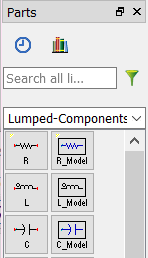 Parts
Search all li...
Lumped-Components
R
R_Model
L
L_Model
C
C_Model